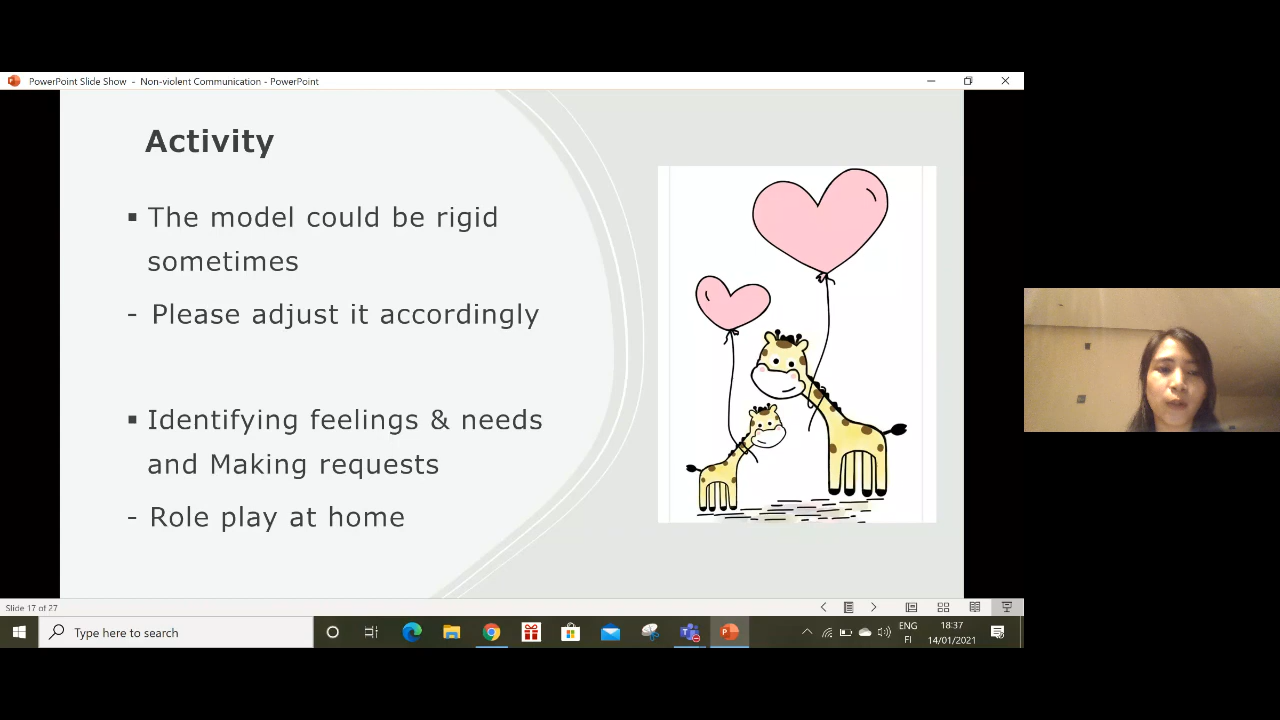 PowerPoint Slide Show - Non-violent Communication - PowerPoint
Activity
▪ The model could be rigid
sometimes
- Please adjust it accordingly
▪ Identifying feelings & needs
and Making requests
- Role play at home
Slide 17 of 27
Type here to search
ENG
FI
18:37
14/01/2021